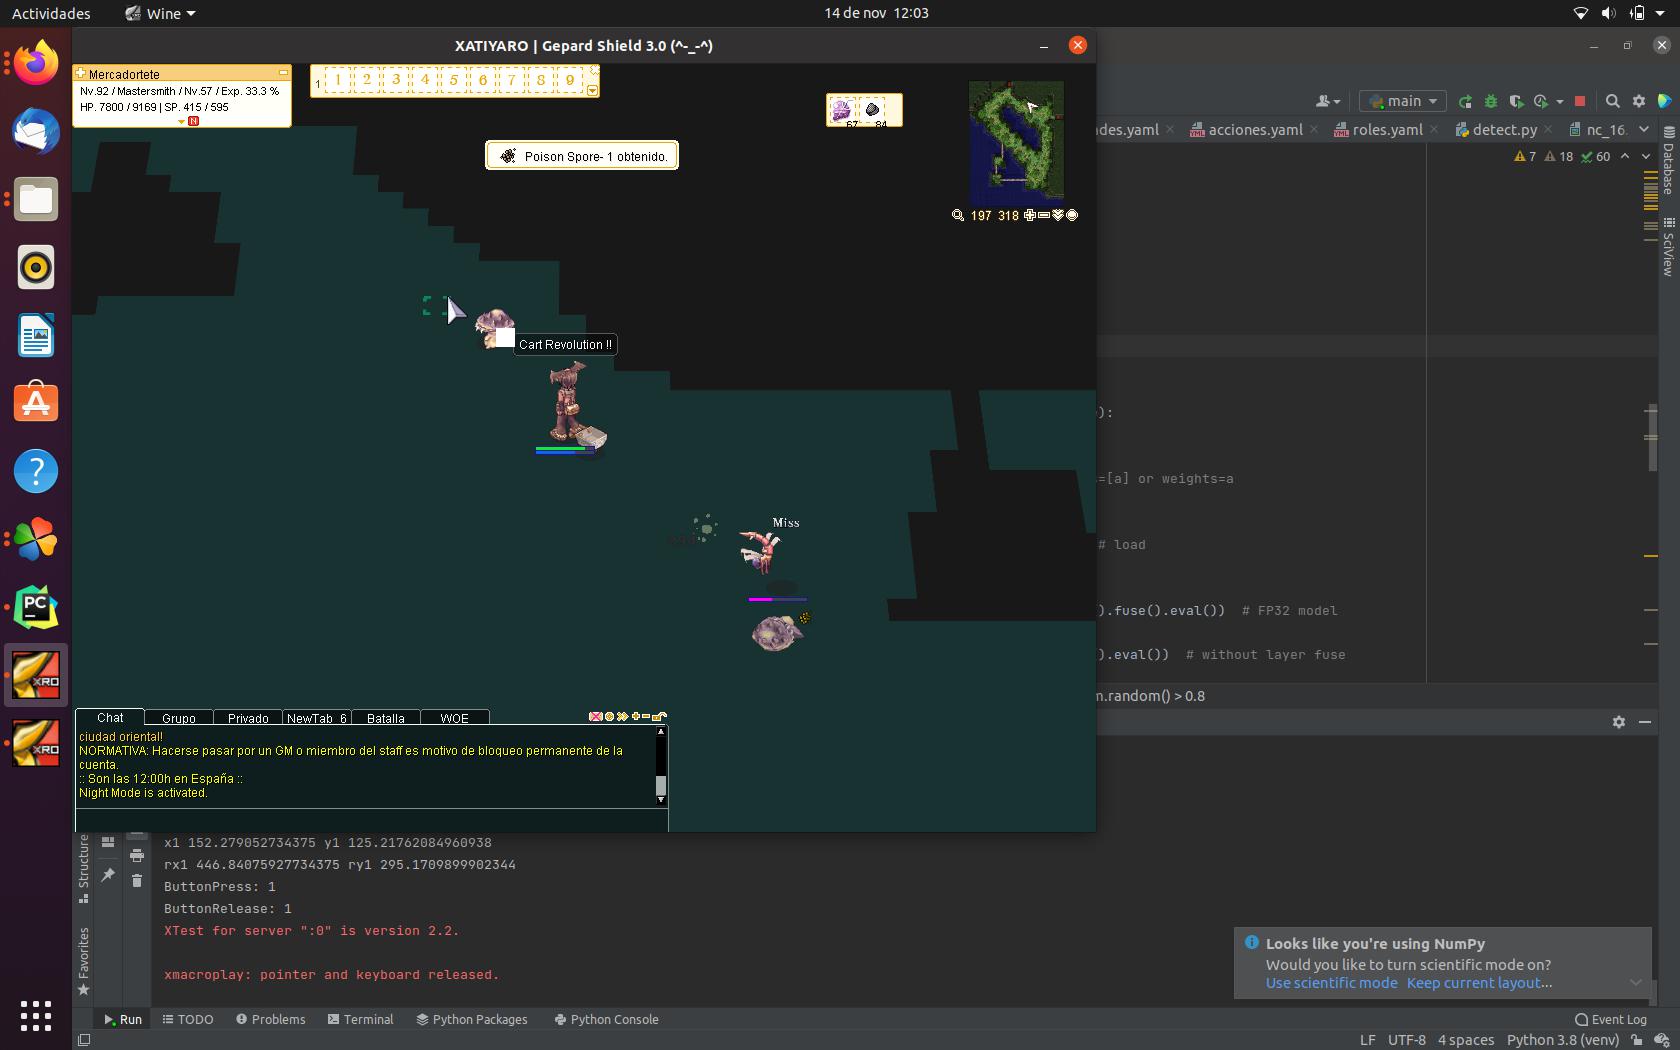 Actividades
Wine
14 de nov 12:03
XATIYARO | Gepard Shield 3.0 (^-_-^)
Mercadortete
Nv.92 / Mastersmith / Nv.57 / Exp. 33.3 %
HP. 7800 / 9169 | SP. 415 / 595
N
1
1 2 3 4 5 6 7 8 9
67 84
Poison Spore- 1 obtenido.
197 318
Cart Revolution !!
Miss
main
des.yaml
acciones.yaml
roles.yaml
detect.py
nc_16.
7 18 60
Database
SciView
):
=[a] or weights=a
# load
).fuse().eval()) # FP32 model
).eval()) # without layer fuse
m.random() > 0.8
Chat
Grupo
Privado
NewTab 6
Batalla
WOE
ciudad oriental!
NORMATIVA: Hacerse pasar por un GM o miembro del staff es motivo de bloqueo permanente de la
cuenta.
:: Son las 12:00h en España ::
Night Mode is activated.
PC
XRO
XRO
Structure
Favorites
x1 152.279052734375 y1 125.21762084960938
rx1 446.84075927734375 ry1 295.1709899902344
ButtonPress: 1
ButtonRelease: 1
XTest for server ":0" is version 2.2.
xmacroplay: pointer and keyboard released.
Looks like you're using NumPy
Would you like to turn scientific mode on?
Use scientific mode Keep current layout...
Run
TODO
Problems
Terminal
Python Packages
Python Console
Event Log
LF UTF-8 4 spaces Python 3.8 (venv)